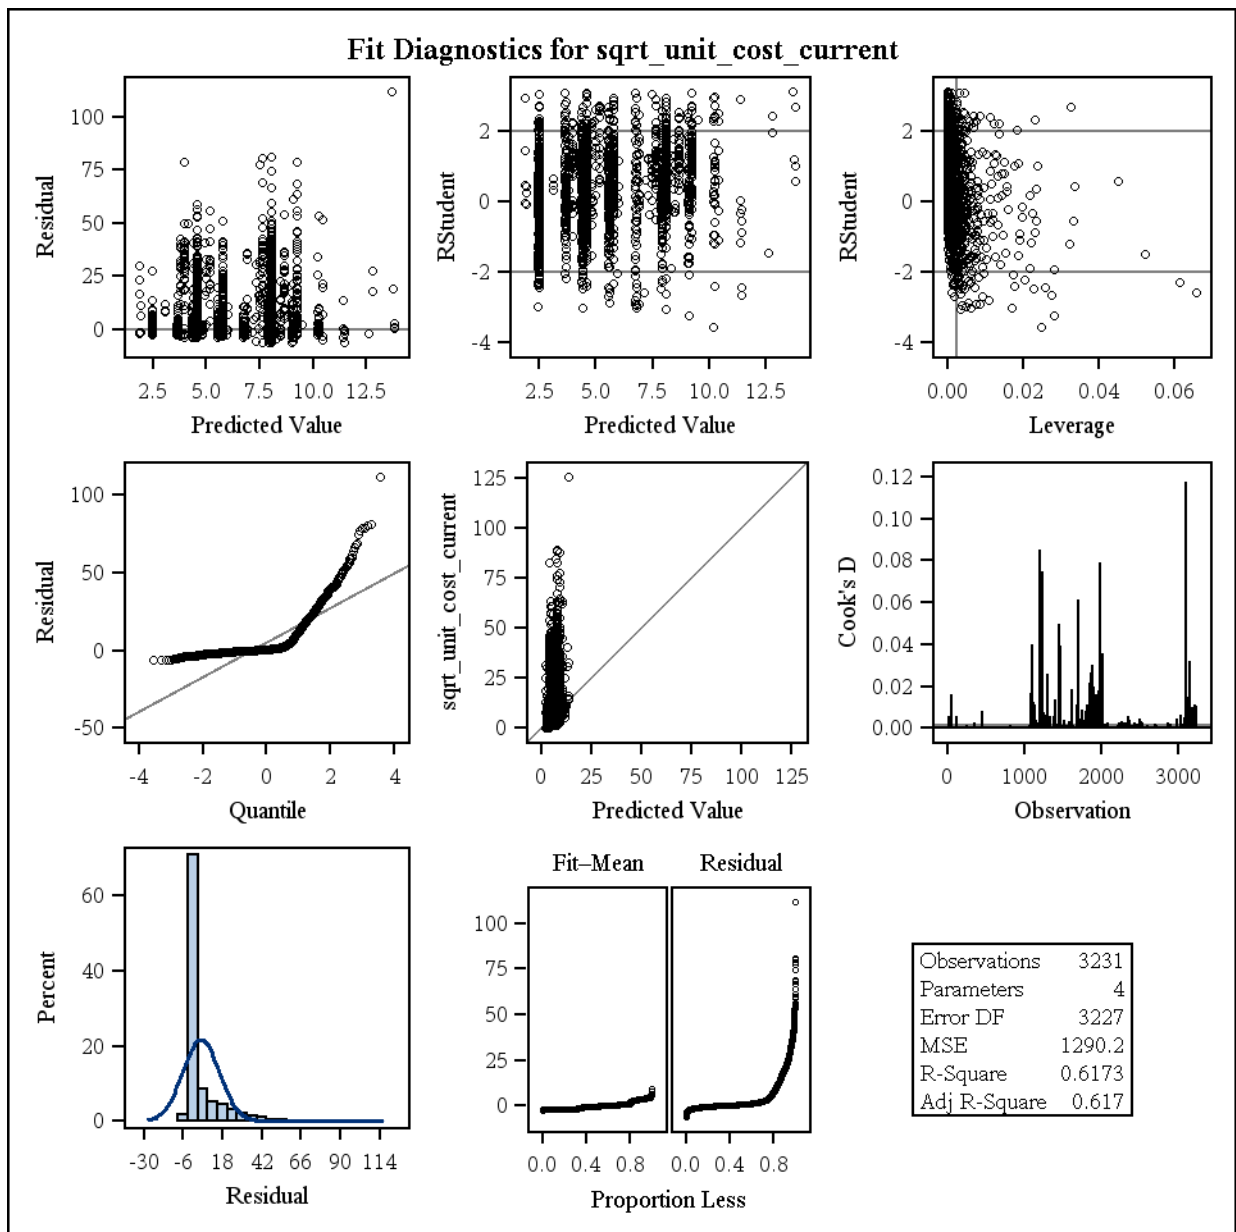 Fit Diagnostics for sqrt_unit_cost_current
Residual
100
75
50
25
0
2.5 5.0 7.5 10.0 12.5
Predicted Value
RStudent
2
0
-2
-4
2.5 5.0 7.5 10.0 12.5
Predicted Value
RStudent
2
0
-2
-4
0.00 0.02 0.04 0.06
Leverage
Residual
100
50
0
-50
-4 -2 0 2 4
Quantile
sqrt_unit_cost_current
125
100
75
50
25
0
0 25 50 75 100 125
Predicted Value
Cook's D
0.12
0.10
0.08
0.06
0.04
0.02
0.00
0 1000 2000 3000
Observation
Percent
60
40
20
0
-30 -6 18 42 66 90 114
Residual
Fit–Mean Residual
100
75
50
25
0
0.0 0.4 0.8 0.0 0.4 0.8
Proportion Less
Observations 3231
Parameters 4
Error DF 3227
MSE 1290.2
R-Square 0.6173
Adj R-Square 0.617